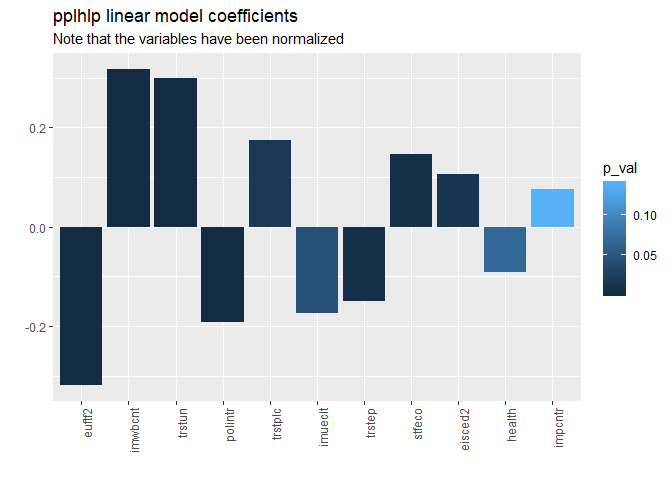 pplhlp linear model coefficients
Note that the variables have been normalized
0.2
0.0
-0.2
euftf2
imwbcnt
trstun
polintr
trstplc
imueclt
trstep
stfeco
eisced2
health
impcntr
p_val
0.10
0.05